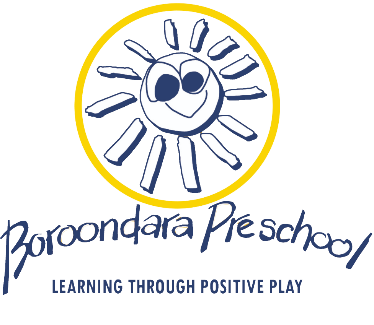 Boroondara Preschool
LEARNING THROUGH POSITIVE PLAY